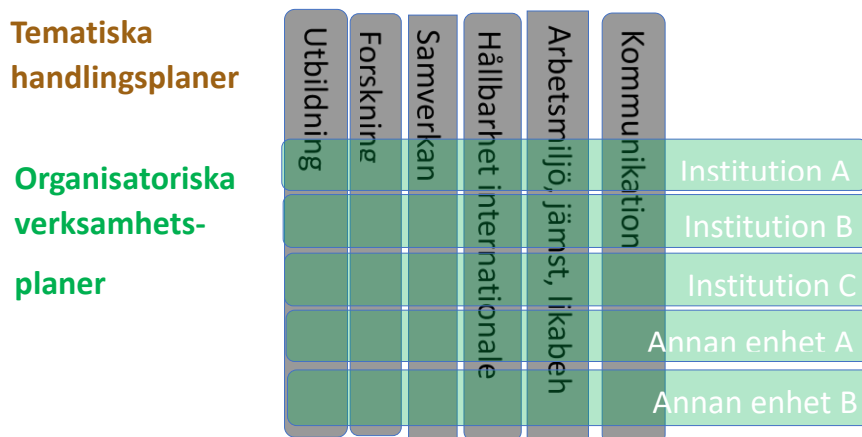 Tematiska
handlingsplaner
Organisatoriska
verksamhets-
planer
Utbildning
Forskning
Samverkan
Hållbarhet internationale
Arbetsmiljö, jämst, likabeh
Kommunikation
Institution A
Institution B
Institution C
Annan enhet A
Annan enhet B